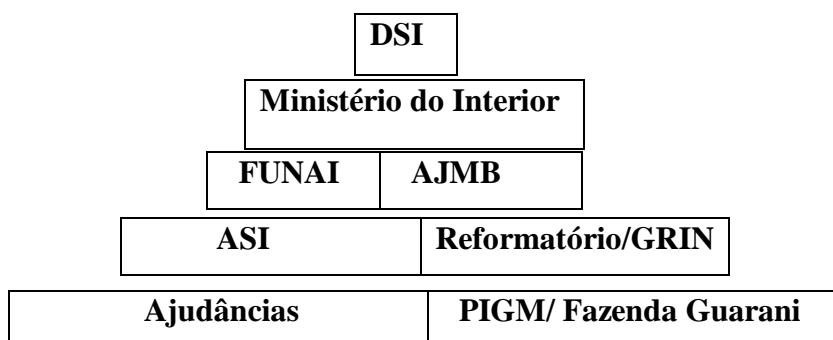 DSI
Ministério do Interior
FUNAI AJMB
ASI Reformatório/GRIN
Ajudâncias PIGM/ Fazenda Guarani